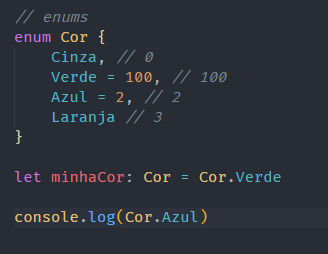 // enums
enum Cor {
    Cinza, // 0
    Verde = 100, // 100
    Azul = 2, // 2
    Laranja // 3
}
let minhaCor: Cor = Cor.Verde
console.log(Cor.Azul)